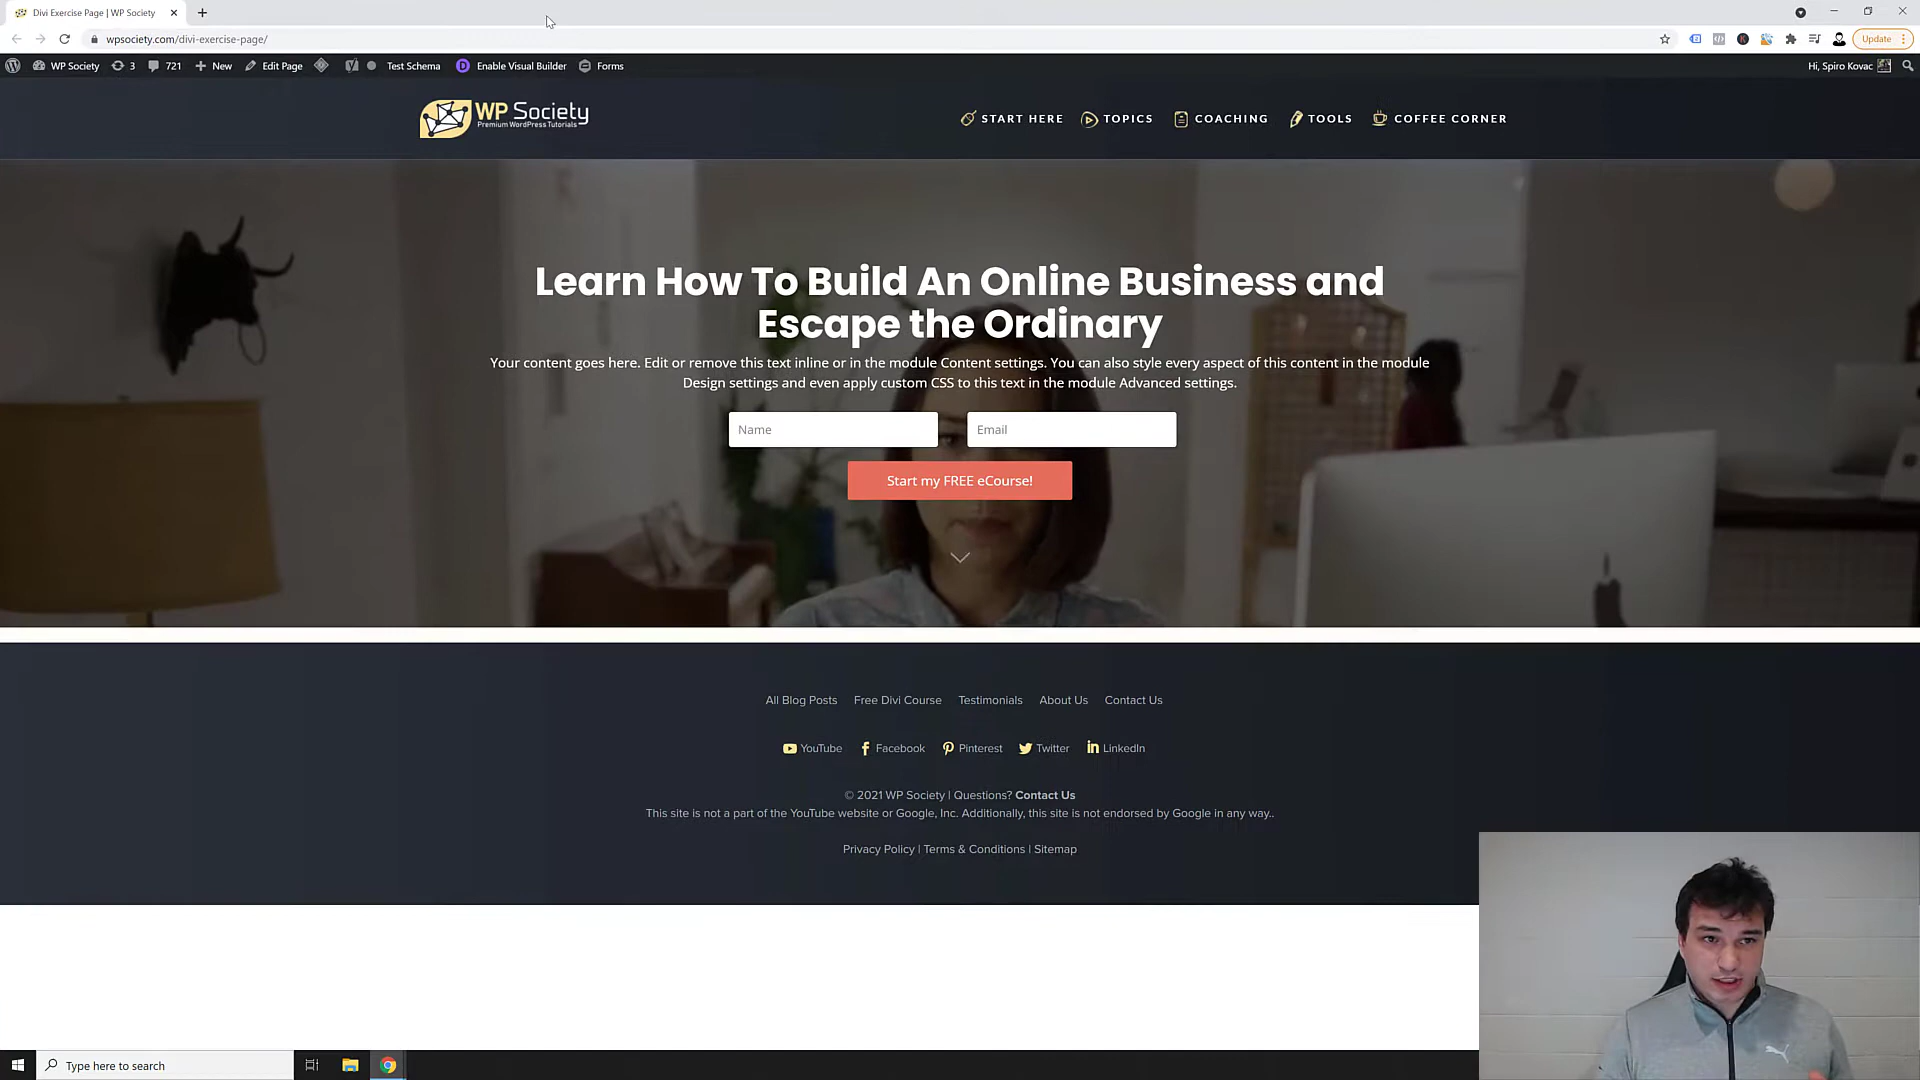 Divi Exercise Page | WP Society
wpsociety.com/divi-exercise-page/
Update
WP Society
3
721
New
Edit Page
Test Schema
D
Enable Visual Builder
Forms
Hi, Spiro Kovac
WP Society
Premium WordPress Tutorials
START HERE
TOPICS
COACHING
TOOLS
COFFEE CORNER
Learn How To Build An Online Business and
Escape the Ordinary
Your content goes here. Edit or remove this text inline or in the module Content settings. You can also style every aspect of this content in the module
Design settings and even apply custom CSS to this text in the module Advanced settings.
Name
Email
Start my FREE eCourse!
All Blog Posts
Free Divi Course
Testimonials
About Us
Contact Us
YouTube
Facebook
Pinterest
Twitter
LinkedIn
© 2021 WP Society | Questions? Contact Us
This site is not a part of the YouTube website or Google, Inc. Additionally, this site is not endorsed by Google in any way..
Privacy Policy | Terms & Conditions | Sitemap
Type here to search